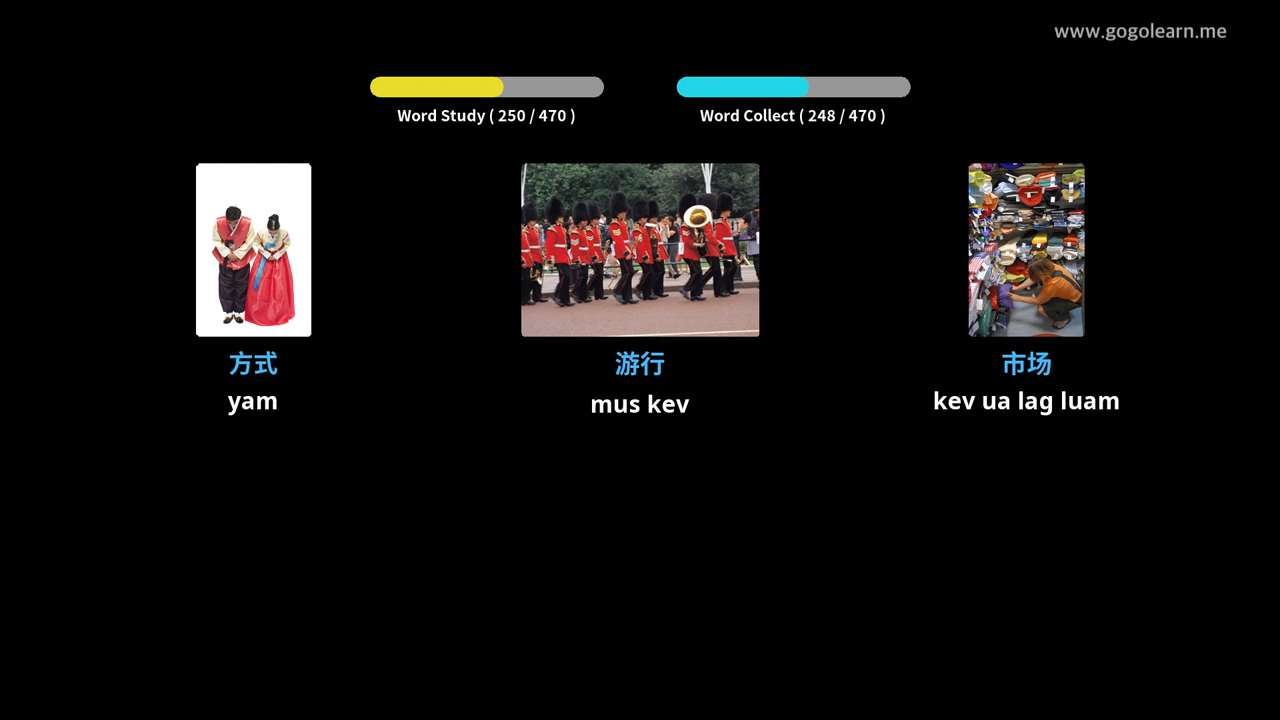 www.gogolearn.me
Word Study ( 250 / 470 )
Word Collect ( 248 / 470 )
方式
游行
市场
yam
mus kev
kev ua lag luam